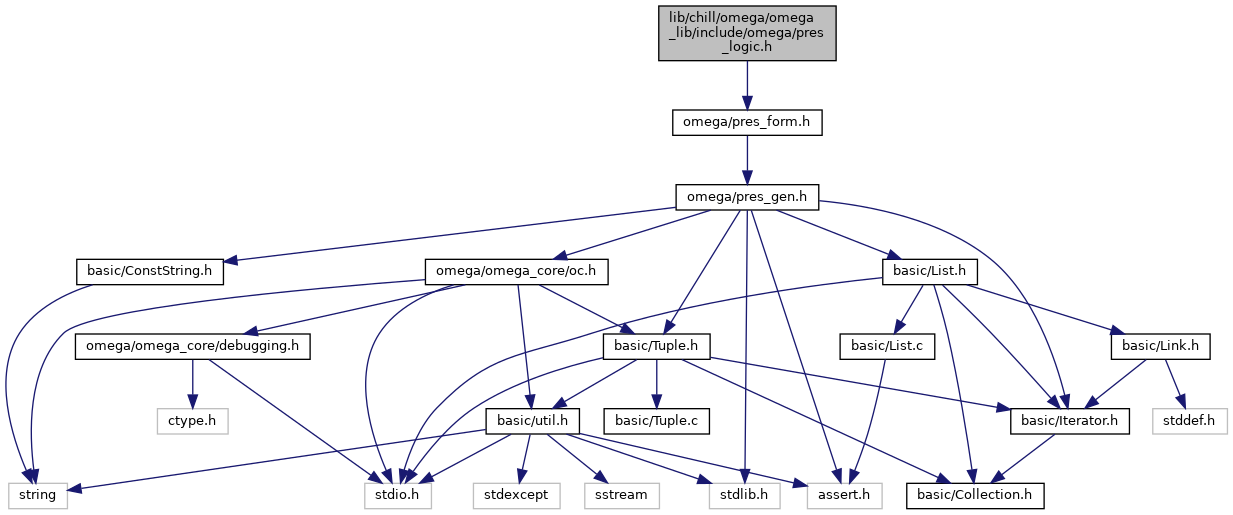 lib/chill/omega/omega
_lib/include/omega/pres
_logic.h
omega/pres_form.h
omega/pres_gen.h
basic/ConstString.h
omega/omega_core/oc.h
basic/List.h
omega/omega_core/debugging.h
basic/Tuple.h
basic/List.c
basic/Link.h
ctype.h
basic/util.h
basic/Tuple.c
basic/Iterator.h
stddef.h
string
stdio.h
stdexcept
sstream
stdlib.h
assert.h
basic/Collection.h